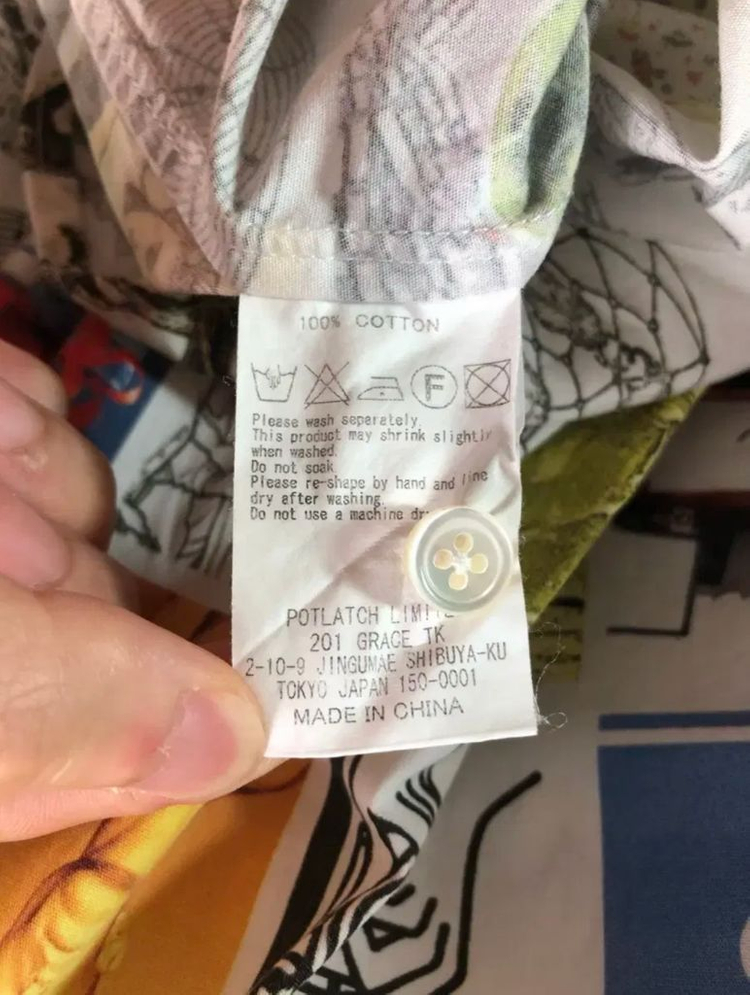 100% COTTON
F
Please wash separately.
This product may shrink slightly
when washed.
Do not soak
Please re-shape by hand and line
dry after washing.
Do not use a machine
POTLATCH
201 GRACE TK
2-10-9 JINGUMAE SHIBUYA-KU
TOKYO JAPAN 150-0001
MADE IN CHINA